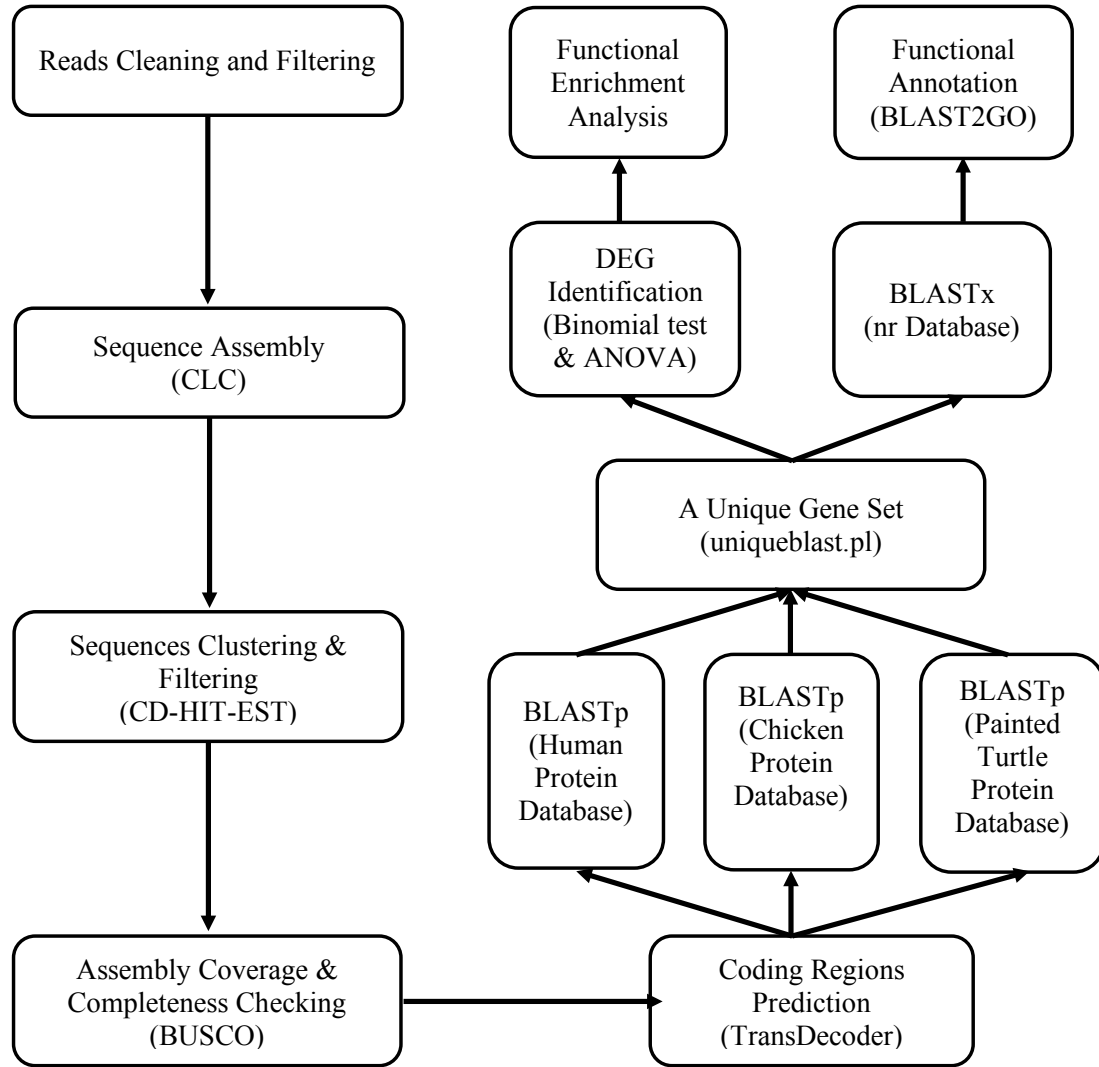 Reads Cleaning and Filtering
Sequence Assembly
(CLC)
Sequences Clustering &
Filtering
(CD-HIT-EST)
Assembly Coverage &
Completeness Checking
(BUSCO)
Coding Regions
Prediction
(TransDecoder)
BLASTp
(Human
Protein
Database)
BLASTp
(Chicken
Protein
Database)
BLASTp
(Painted
Turtle
Protein
Database)
A Unique Gene Set
(uniqueblast.pl)
DEG
Identification
(Binomial test
& ANOVA)
BLASTx
(nr Database)
Functional
Enrichment
Analysis
Functional
Annotation
(BLAST2GO)